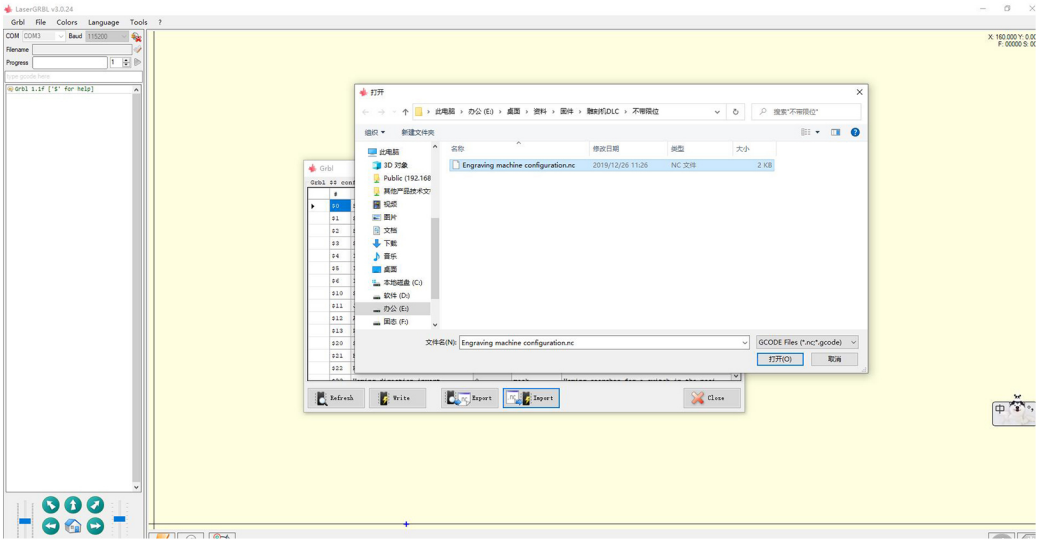 LaserGRBL v3.0.24
Grbl File Colors Language Tools ?
COM COM3 Baud 115200
Filename
Progress 1
type gcode here
Grbl 1.1f ['$' for help]
X: 160.000 Y: 0.00
F: 00000 S: 00
打开
此电脑 › 办公 (E:) › 桌面 › 资料 › 固件 › 雕刻机DLC › 不带限位
搜索"不带限位"
组织 新建文件夹
名称 修改日期 类型 大小
Engraving machine configuration.nc 2019/12/26 11:26 NC 文件 2 KB
此电脑
3D 对象
Public (192.168
其他产品技术文
视频
图片
文档
下载
音乐
桌面
本地磁盘 (C:)
软件 (D:)
办公 (E:)
固态 (F:)
文件名(N): Engraving machine configuration.nc GCODE Files (*.nc;*.gcode)
打开(O) 取消
Grbl
Grbl $$ conf
#
$0
$1
$2
$3
$4
$5
$6
$10
$11
$12
$13
$20
$21
$22
Refresh Write Export Import Close
中